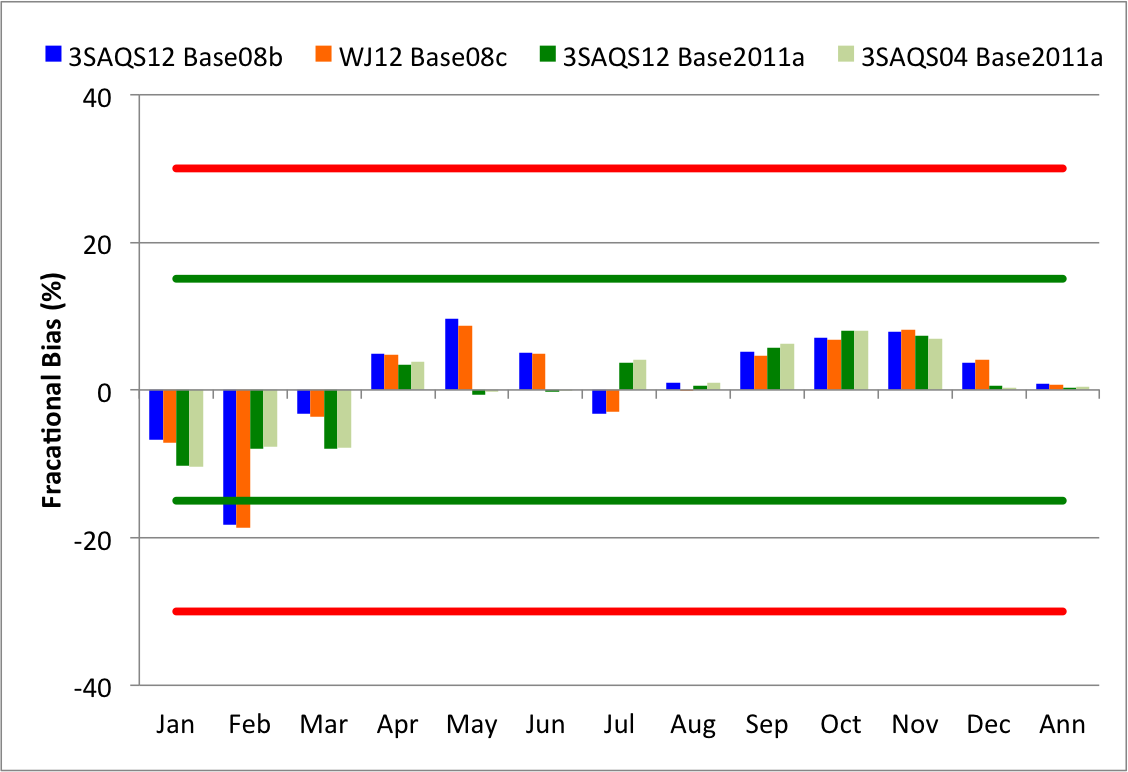 3SAQS12 Base08b WJ12 Base08c 3SAQS12 Base2011a 3SAQS04 Base2011a
40
20
0
-20
-40
Fracational Bias (%)
Jan Feb Mar Apr May Jun Jul Aug Sep Oct Nov Dec Ann